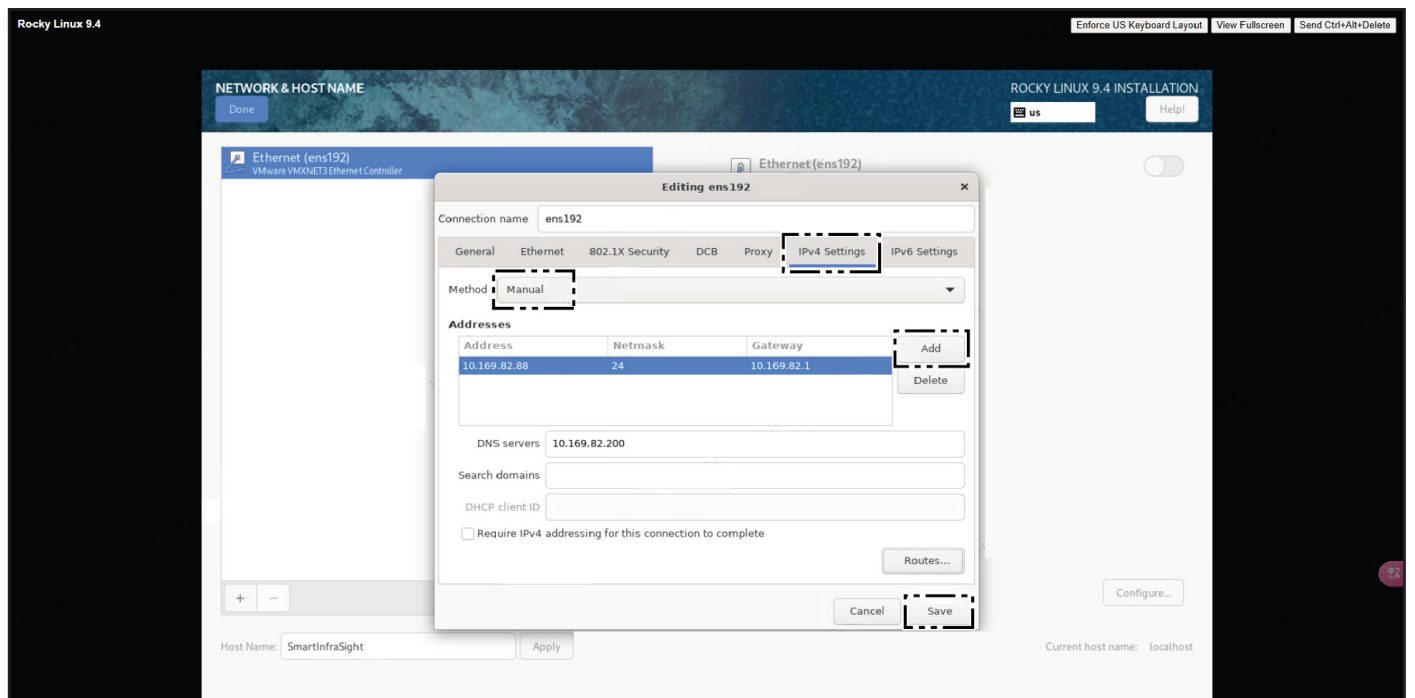 Rocky Linux 9.4
Enforce US Keyboard Layout View Fullscreen Send Ctrl+Alt+Delete
NETWORK & HOST NAME
ROCKY LINUX 9.4 INSTALLATION
Done
us
Help!
Ethernet (ens192)
VMware VMXNET3 Ethernet Controller
Ethernet (ens192)
Editing ens192
Connection name ens192
General Ethernet 802.1X Security DCB Proxy IPv4 Settings IPv6 Settings
Method Manual
Addresses
Address Netmask Gateway
Add
10.169.82.88 24 10.169.82.1
Delete
DNS servers 10.169.82.200
Search domains
DHCP client ID
Require IPv4 addressing for this connection to complete
Routes...
+ −
Configure...
Cancel Save
Host Name: SmartInfraSight Apply
Current host name: localhost